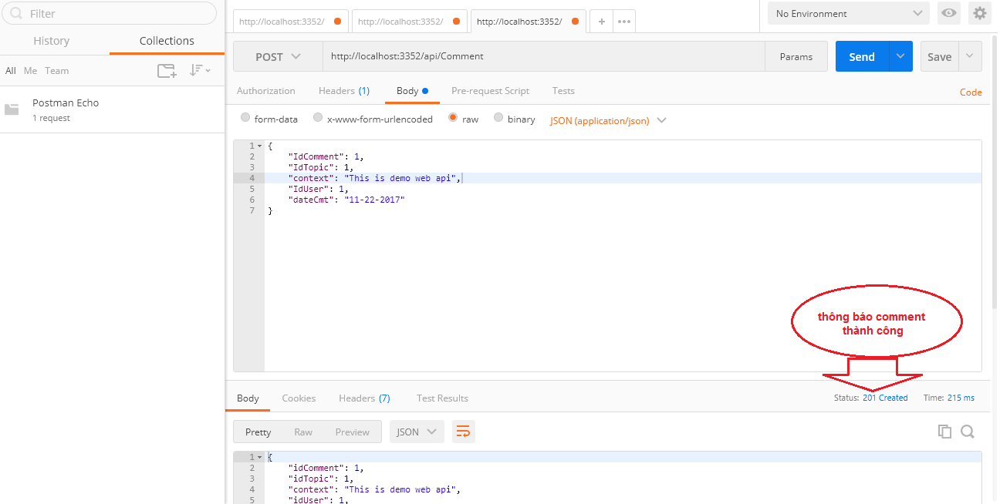 Filter
History Collections
All Me Team
Postman Echo
1 request
http://localhost:3352/ http://localhost:3352/ http://localhost:3352/ + •••
No Environment
POST http://localhost:3352/api/Comment Params Send Save
Authorization Headers (1) Body Pre-request Script Tests Code
form-data x-www-form-urlencoded raw binary JSON (application/json)
1 {
2 "IdComment": 1,
3 "IdTopic": 1,
4 "context": "This is demo web api",
5 "IdUser": 1,
6 "dateCmt": "11-22-2017"
7 }
thông báo comment
thành công
Body Cookies Headers (7) Test Results Status: 201 Created Time: 215 ms
Pretty Raw Preview JSON
1 {
2 "idComment": 1,
3 "idTopic": 1,
4 "context": "This is demo web api",
5 "idUser": 1,